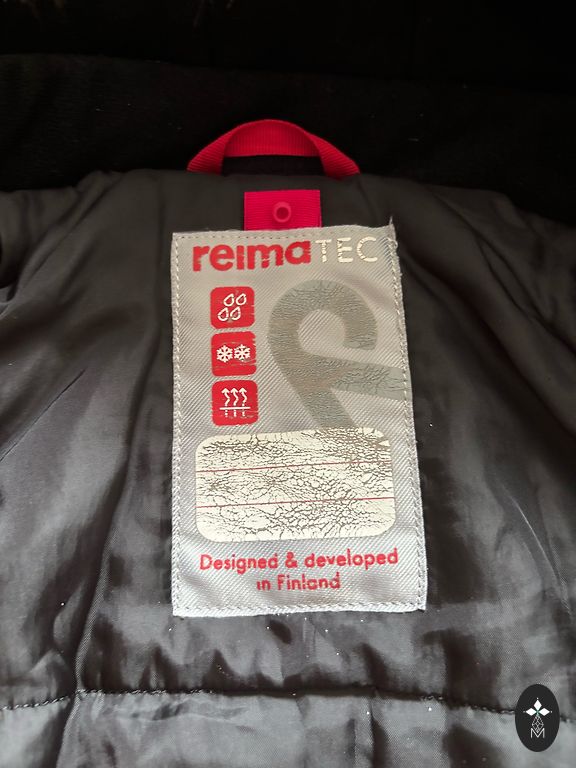 reimaTEC
Designed & developed
in Finland
M